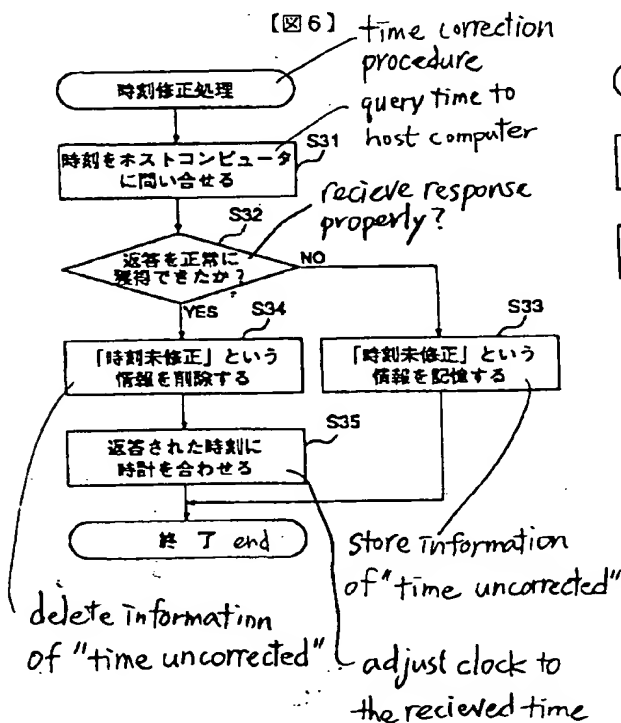 【図6】
time correction
procedure
時刻修正処理
query time to
host computer
S31
時刻をホストコンピュータ
に問い合せる
recieve response
properly?
S32
返答を正常に
獲得できたか?
NO
YES
S34
S33
「時刻未修正」という
情報を削除する
「時刻未修正」という
情報を記憶する
S35
返答された時刻に
時計を合わせる
終了 end
store information
of "time uncorrected"
delete information
of "time uncorrected"
adjust clock to
the recieved time